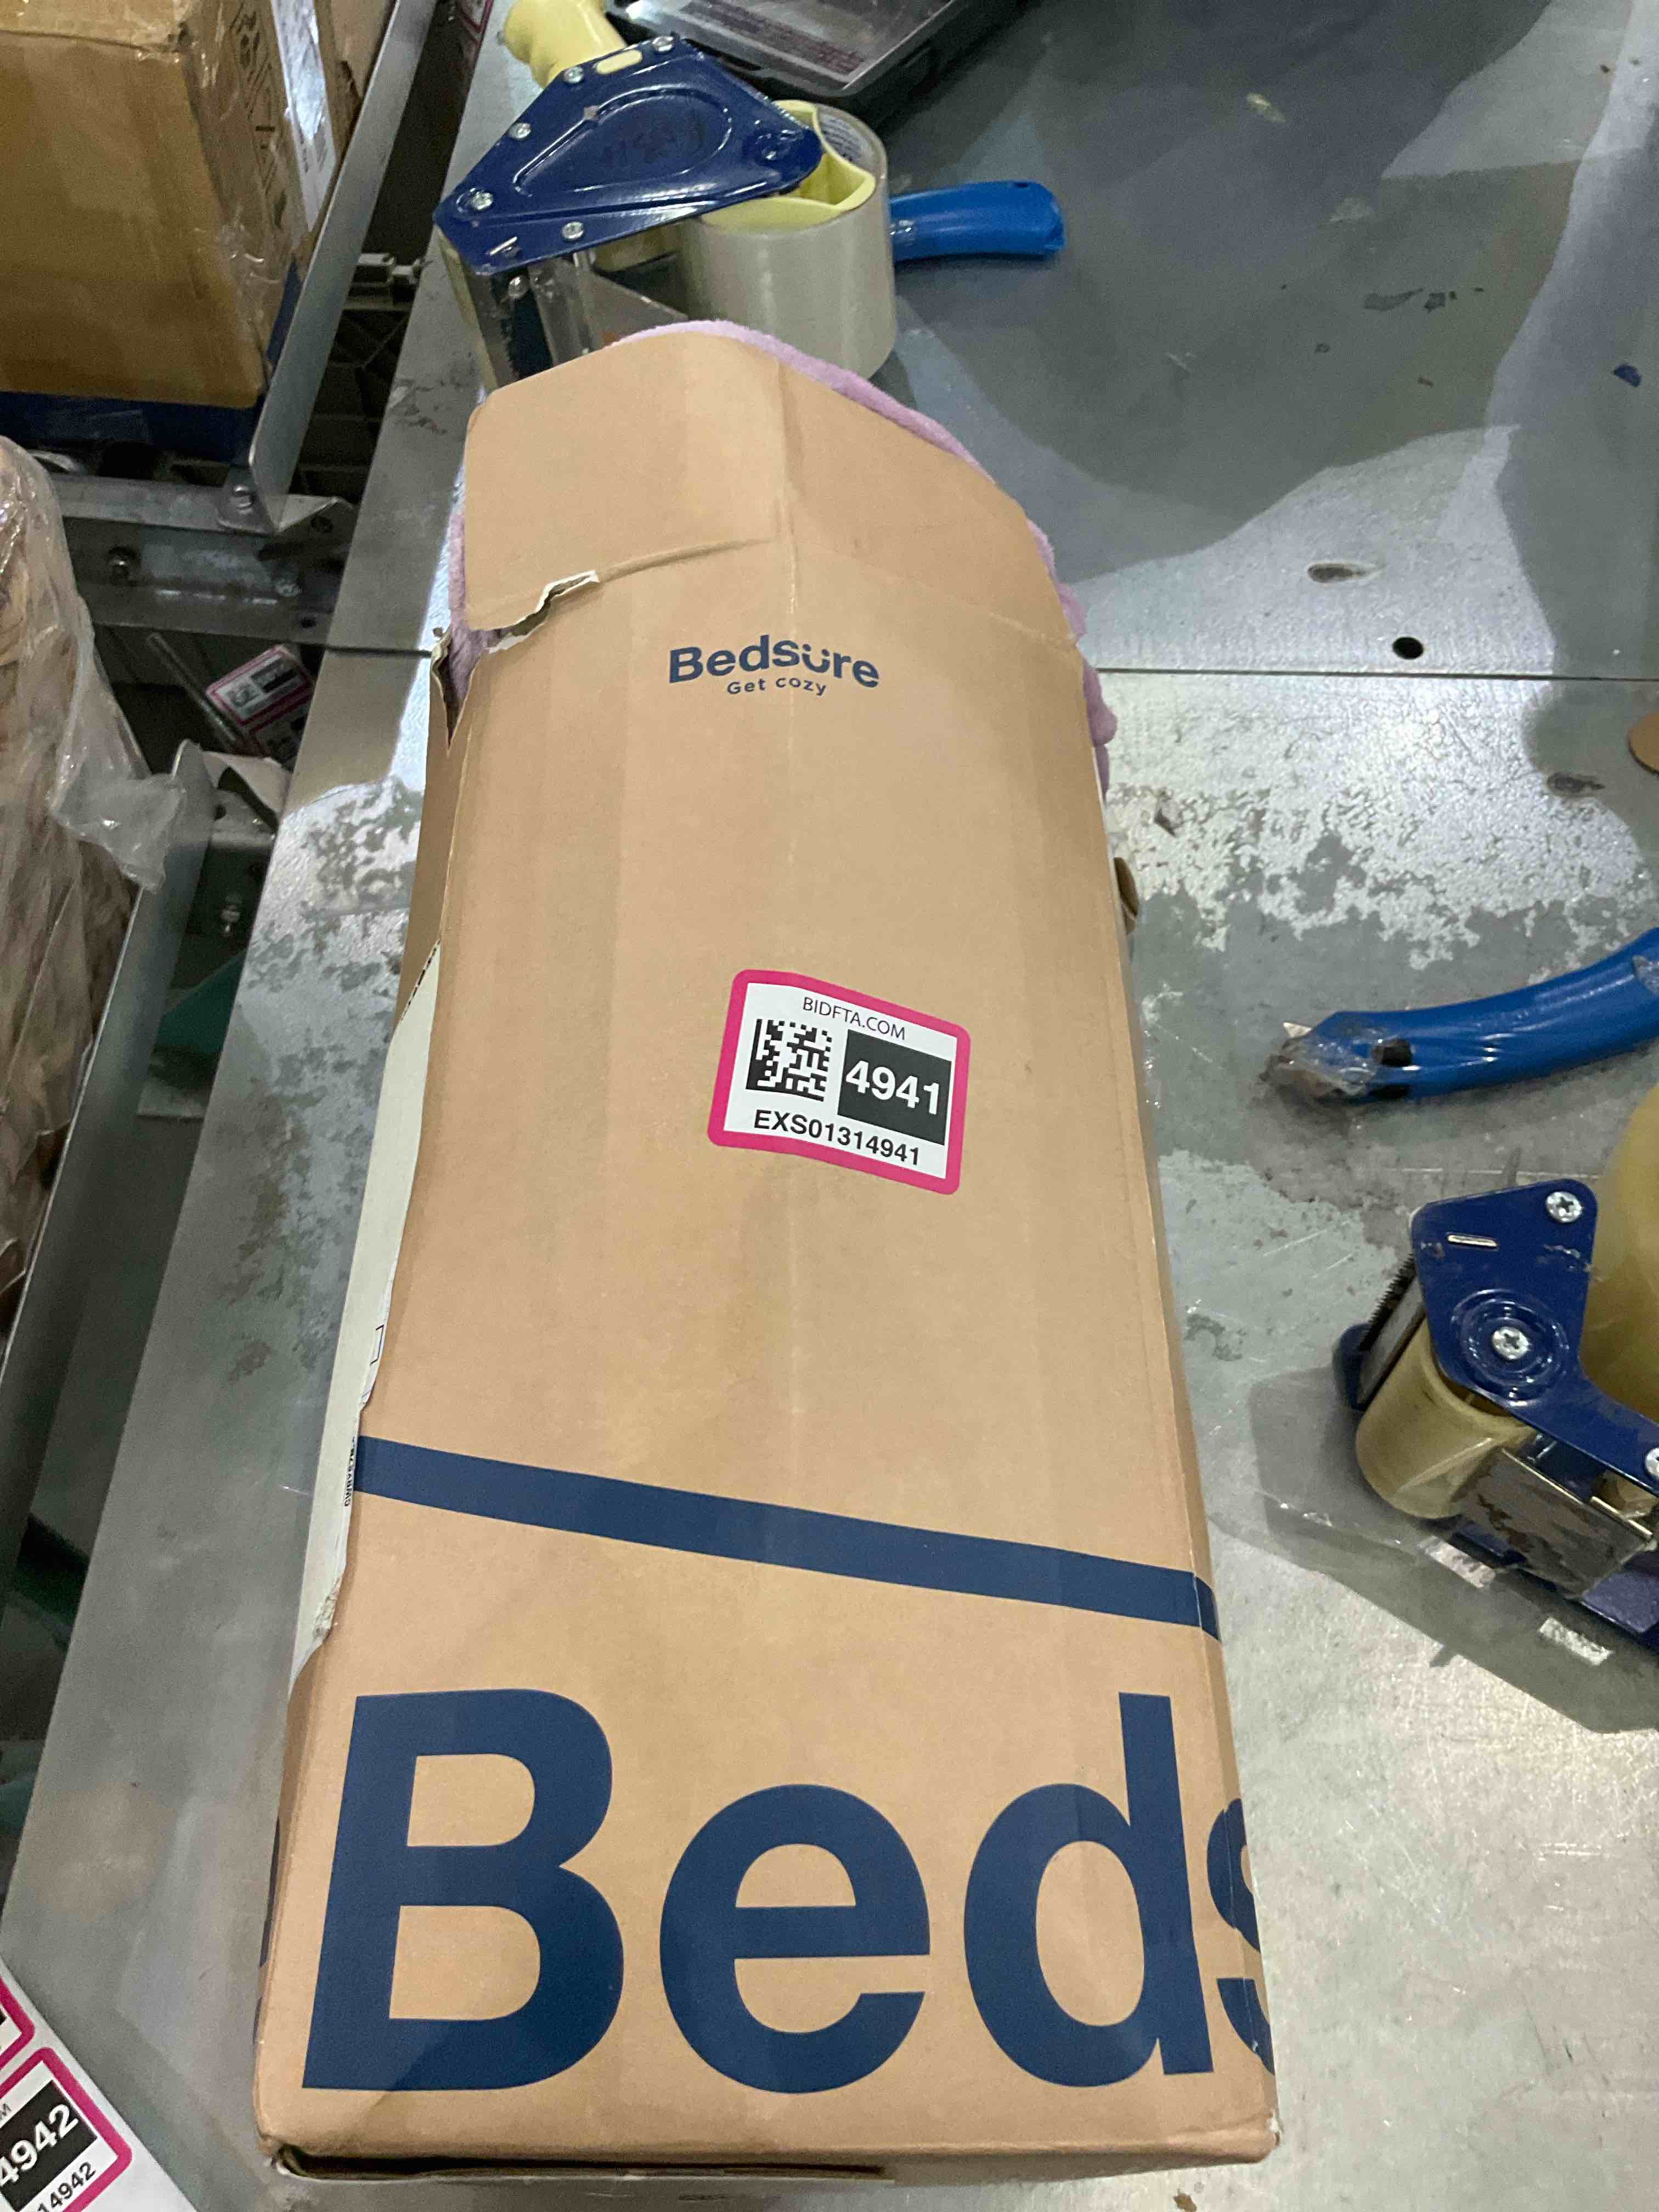 Bedsure
Get cozy
BIDFTA.COM
4941
EXS01314941
Beds
4942
14942